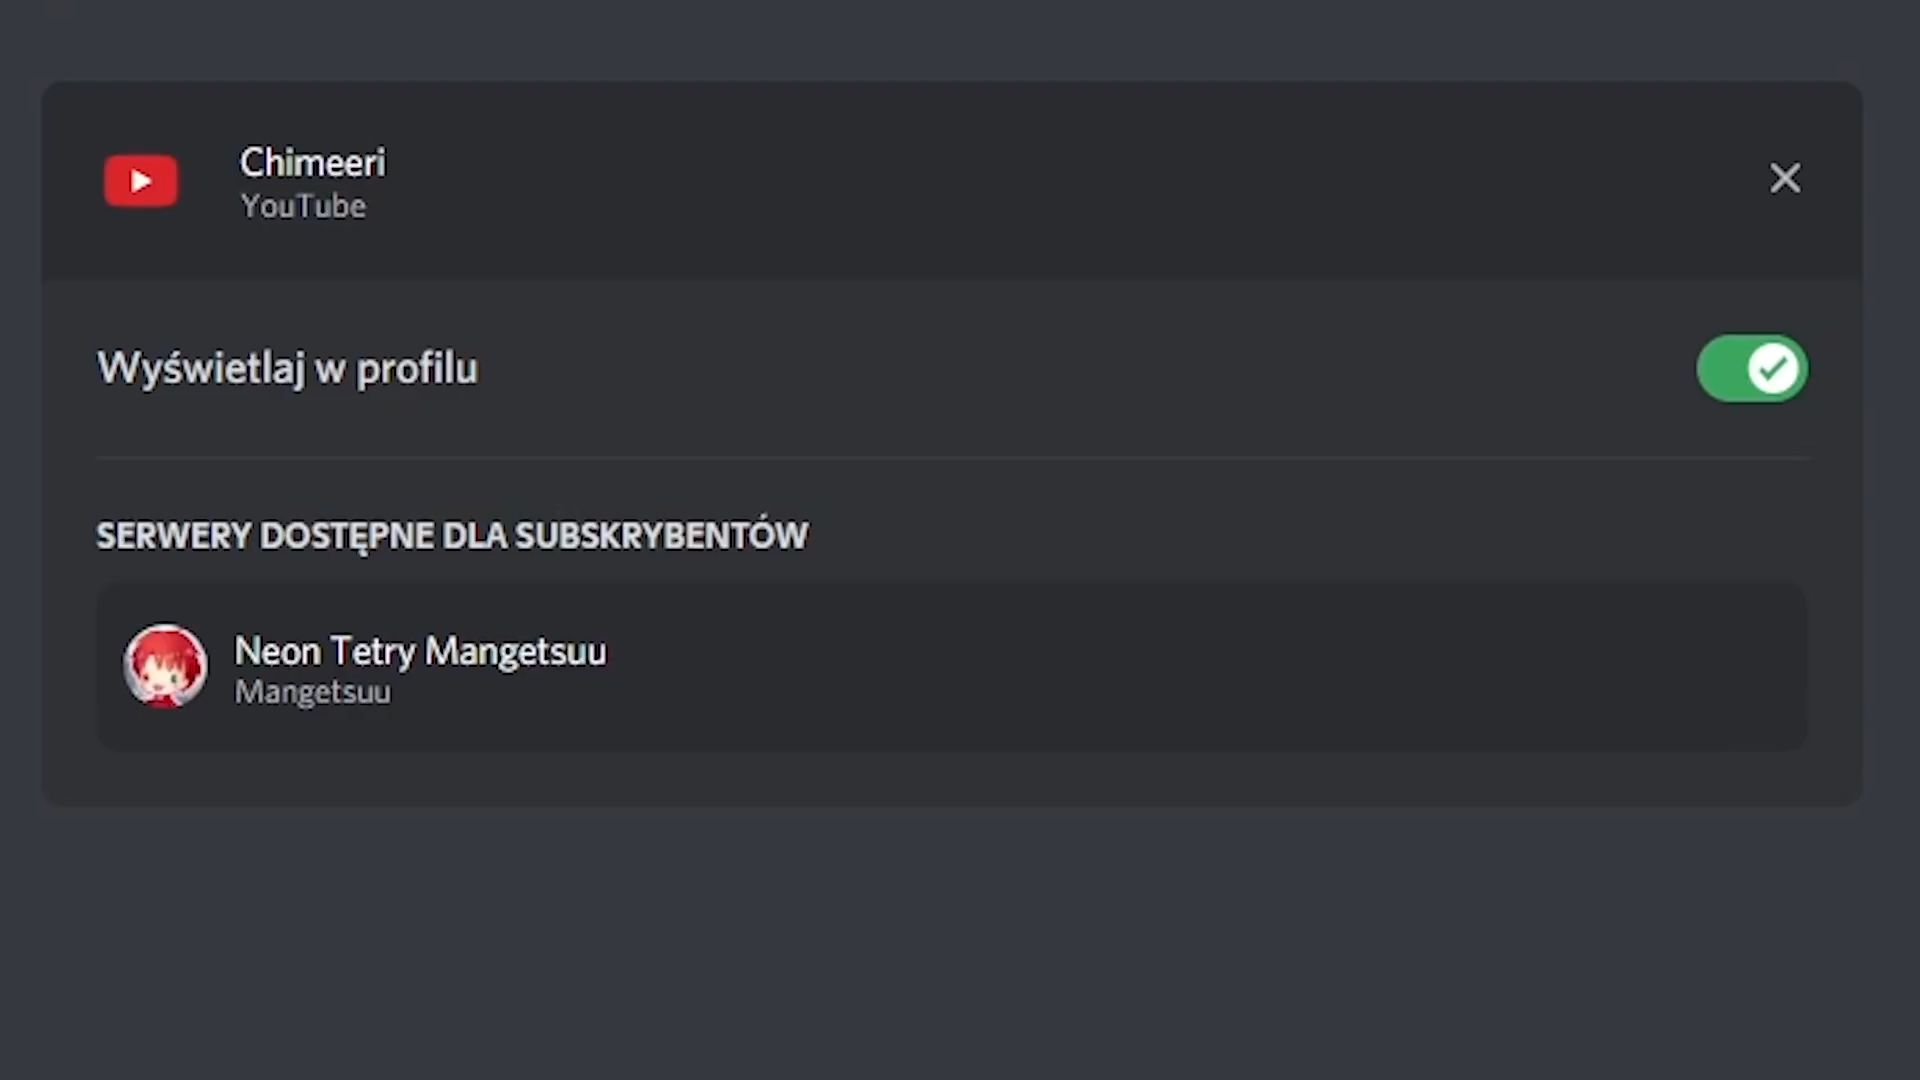 Chimeeri
YouTube
Wyświetlaj w profilu
SERWERY DOSTĘPNE DLA SUBSKRYBENTÓW
Neon Tetry Mangetsuu
Mangetsuu